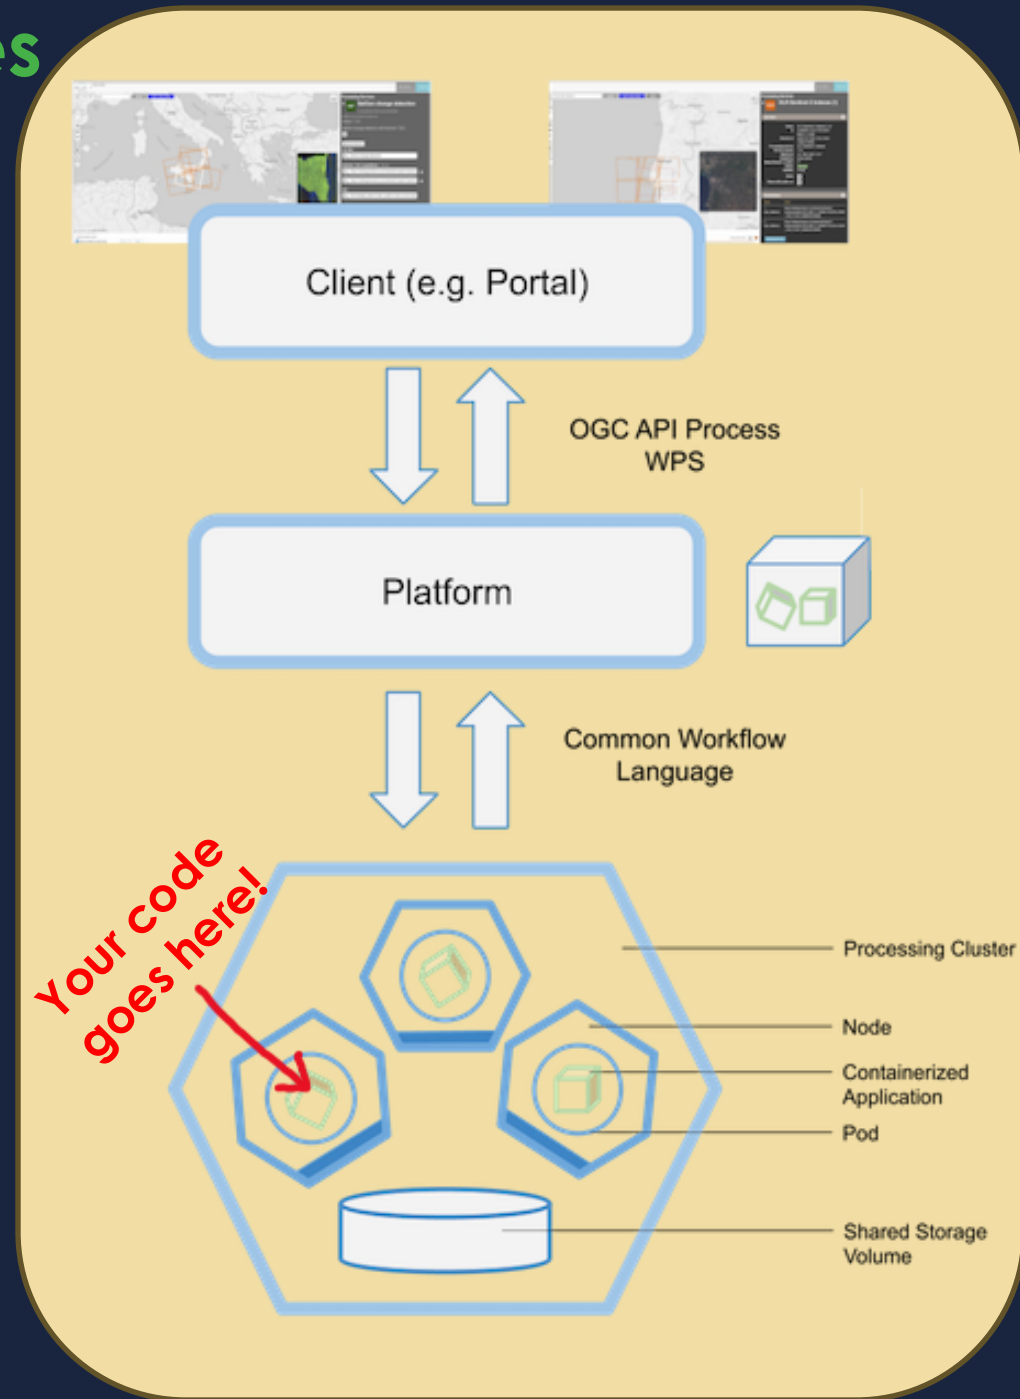 es
Client (e.g. Portal)
OGC API Process
WPS
Platform
Common Workflow
Language
Your code
goes here!
Processing Cluster
Node
Containerized
Application
Pod
Shared Storage
Volume